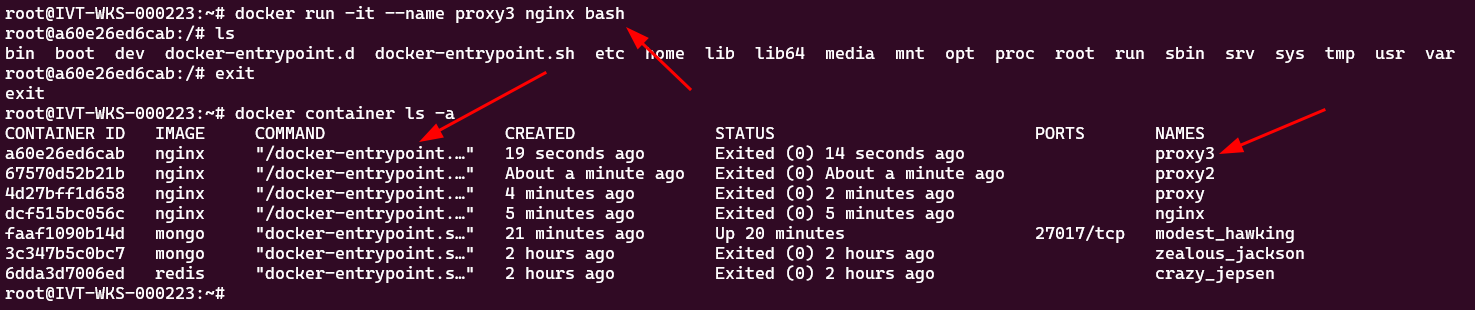 root@IVT-WKS-000223:~# docker run -it --name proxy3 nginx bash
root@a60e26ed6cab:/# ls
bin  boot  dev  docker-entrypoint.d  docker-entrypoint.sh  etc  home  lib  lib64  media  mnt  opt  proc  root  run  sbin  srv  sys  tmp  usr  var
root@a60e26ed6cab:/# exit
exit
root@IVT-WKS-000223:~# docker container ls -a
CONTAINER ID   IMAGE     COMMAND                  CREATED              STATUS                          PORTS       NAMES
a60e26ed6cab   nginx     "/docker-entrypoint.…"   19 seconds ago       Exited (0) 14 seconds ago                   proxy3
67570d52b21b   nginx     "/docker-entrypoint.…"   About a minute ago   Exited (0) About a minute ago               proxy2
4d27bff1d658   nginx     "/docker-entrypoint.…"   4 minutes ago        Exited (0) 2 minutes ago                    proxy
dcf515bc056c   nginx     "/docker-entrypoint.…"   5 minutes ago        Exited (0) 5 minutes ago                    nginx
faaf1090b14d   mongo     "docker-entrypoint.s…"   21 minutes ago       Up 20 minutes                   27017/tcp   modest_hawking
3c347b5c0bc7   mongo     "docker-entrypoint.s…"   2 hours ago          Exited (0) 2 hours ago                      zealous_jackson
6dda3d7006ed   redis     "docker-entrypoint.s…"   2 hours ago          Exited (0) 2 hours ago                      crazy_jepsen
root@IVT-WKS-000223:~#